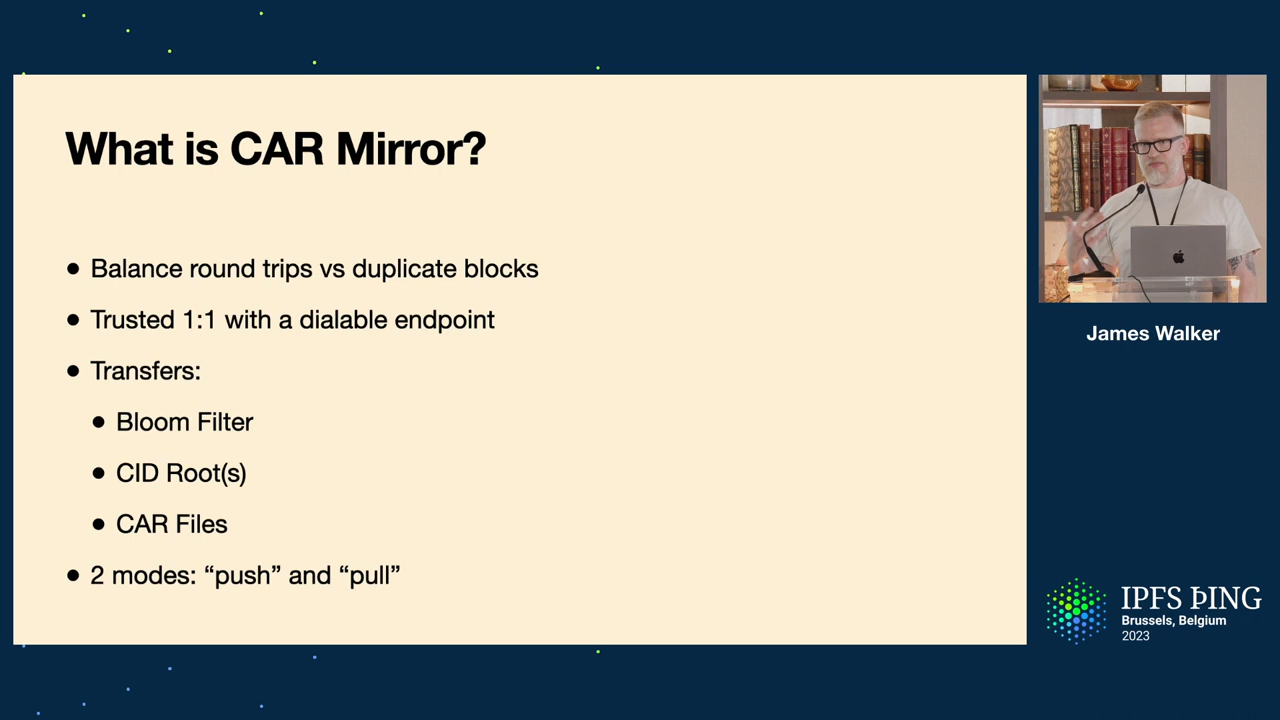 What is CAR Mirror?
• Balance round trips vs duplicate blocks
• Trusted 1:1 with a dialable endpoint
• Transfers:
• Bloom Filter
• CID Root(s)
• CAR Files
• 2 modes: “push” and “pull”
James Walker
IPFS ÞING
Brussels, Belgium
2023